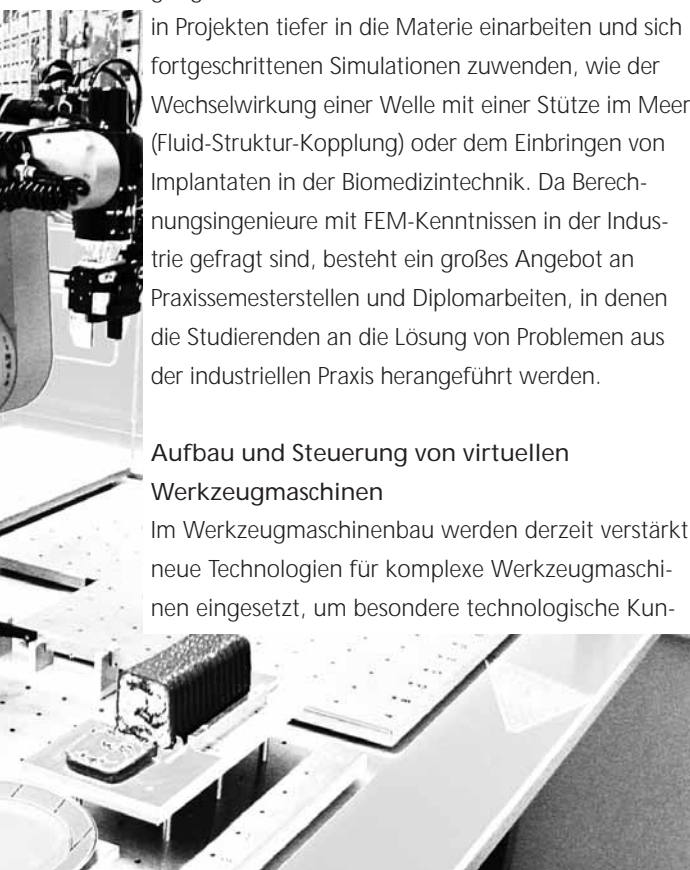 in Projekten tiefer in die Materie einarbeiten und sich
fortgeschrittenen Simulationen zuwenden, wie der
Wechselwirkung einer Welle mit einer Stütze im Meer
(Fluid-Struktur-Kopplung) oder dem Einbringen von
Implantaten in der Biomedizintechnik. Da Berech-
nungsingenieure mit FEM-Kenntnissen in der Indus-
trie gefragt sind, besteht ein großes Angebot an
Praxissemesterstellen und Diplomarbeiten, in denen
die Studierenden an die Lösung von Problemen aus
der industriellen Praxis herangeführt werden.
Aufbau und Steuerung von virtuellen
Werkzeugmaschinen
Im Werkzeugmaschinenbau werden derzeit verstärkt
neue Technologien für komplexe Werkzeugmaschi-
nen eingesetzt, um besondere technologische Kun-